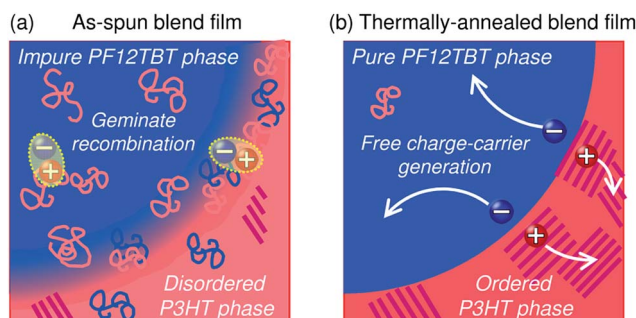 (a) As-spun blend film
Impure PF12TBT phase
Geminate
recombination
−
+
−
+
Disordered
P3HT phase
(b) Thermally-annealed blend film
Pure PF12TBT phase
Free charge-carrier
generation
−
+
−
+
Ordered
P3HT phase